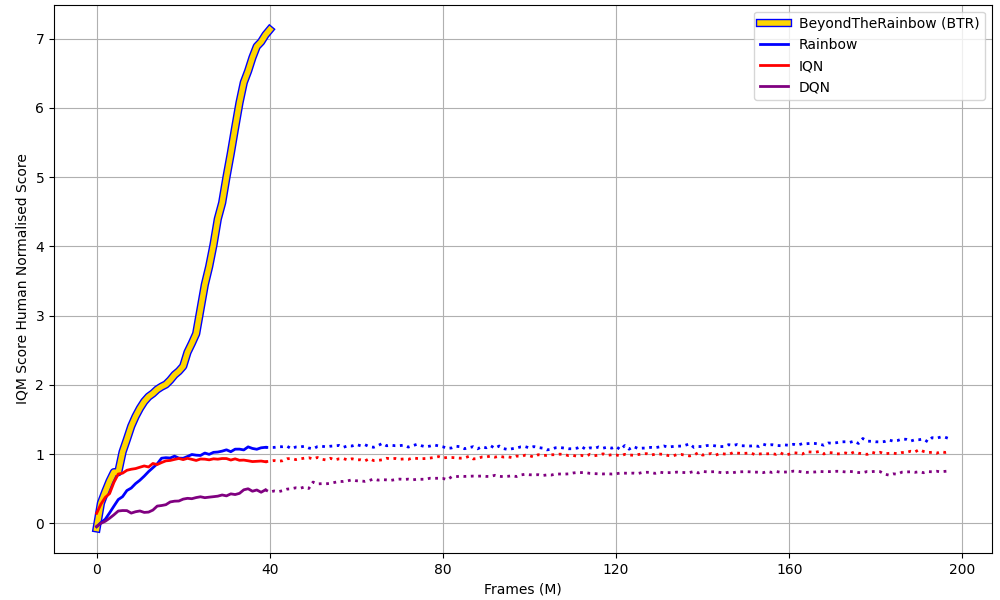 BeyondTheRainbow (BTR)
Rainbow
IQN
DQN
IQM Score Human Normalised Score
7
6
5
4
3
2
1
0
0 40 80 120 160 200
Frames (M)